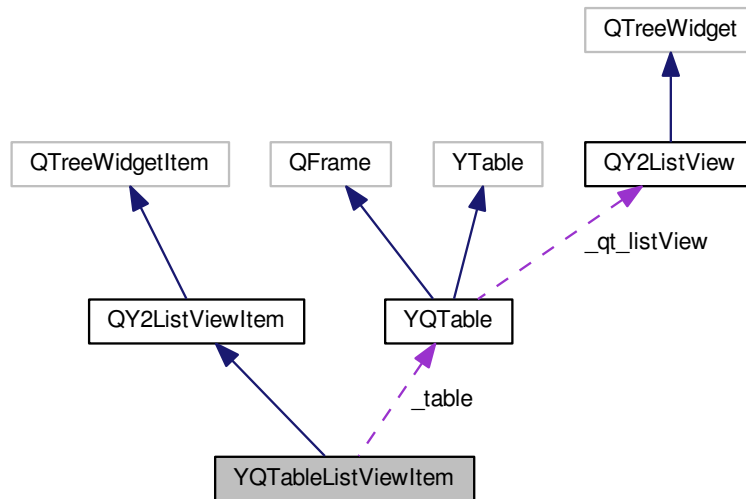 QTreeWidget
QTreeWidgetItem
QFrame
YTable
QY2ListView
_qt_listView
QY2ListViewItem
YQTable
_table
YQTableListViewItem